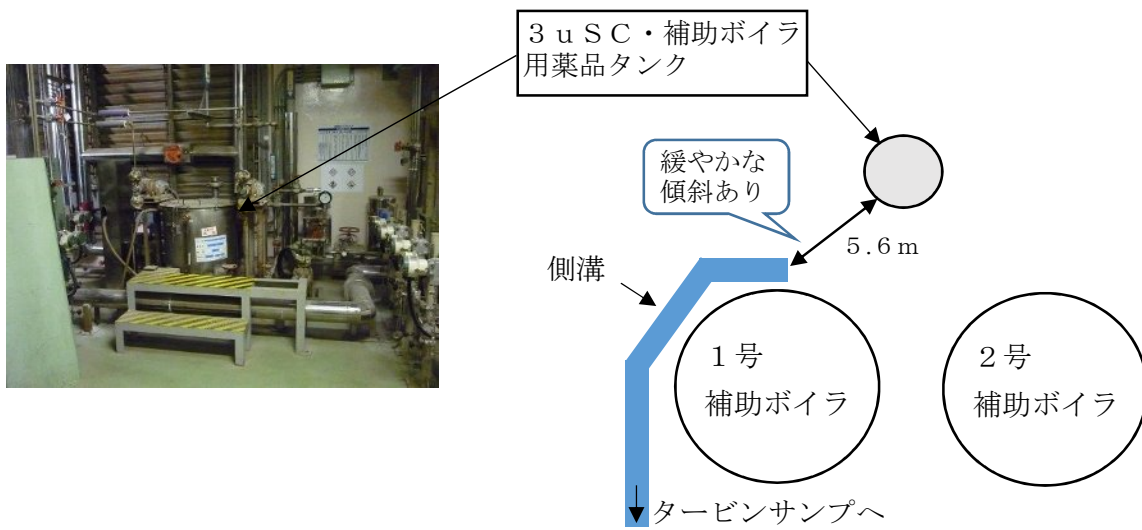 ３ｕＳＣ・補助ボイラ
用薬品タンク
緩やかな
傾斜あり
5.6ｍ
側溝
１号
補助ボイラ
２号
補助ボイラ
タービンサンプへ